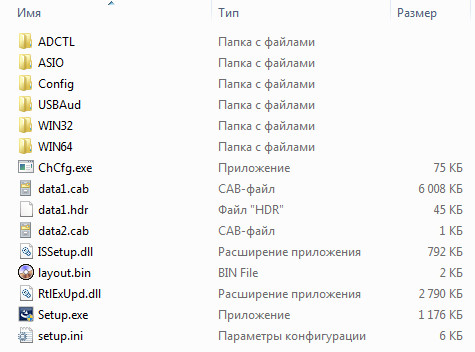 Имя Тип Размер
ADCTL Папка с файлами
ASIO Папка с файлами
Config Папка с файлами
USBAud Папка с файлами
WIN32 Папка с файлами
WIN64 Папка с файлами
ChCfg.exe Приложение 75 КБ
data1.cab CAB-файл 6 008 КБ
data1.hdr Файл "HDR" 45 КБ
data2.cab CAB-файл 1 КБ
ISSetup.dll Расширение приложения 792 КБ
layout.bin BIN File 2 КБ
RtlExUpd.dll Расширение приложения 2 790 КБ
Setup.exe Приложение 1 176 КБ
setup.ini Параметры конфигурации 6 КБ